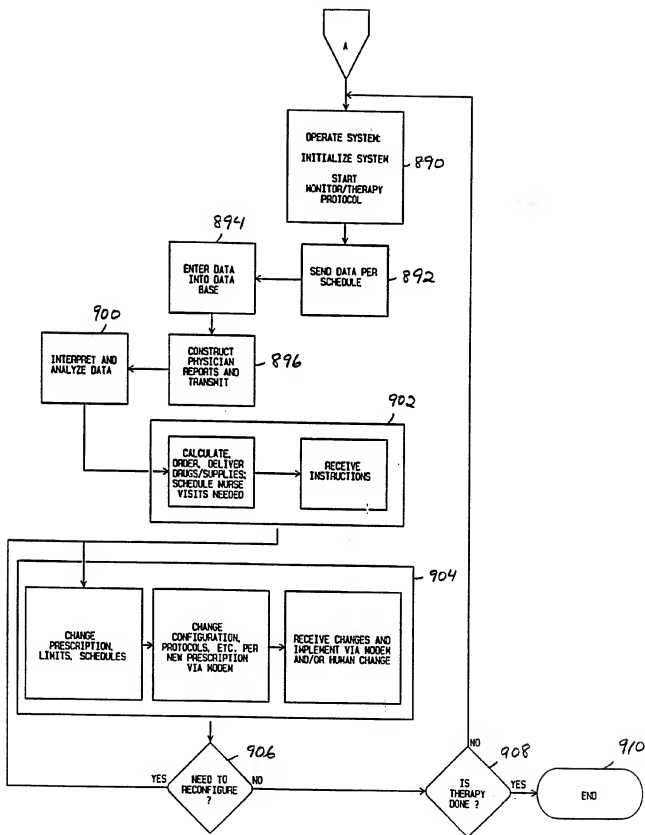 A
OPERATE SYSTEM:
INITIALIZE SYSTEM
START
MONITOR/THERAPY
PROTOCOL
890
894
ENTER DATA
INTO DATA
BASE
SEND DATA PER
SCHEDULE
892
900
INTERPRET AND
ANALYZE DATA
CONSTRUCT
PHYSICIAN
REPORTS AND
TRANSMIT
896
902
CALCULATE,
ORDER, DELIVER
DRUGS/SUPPLIES;
SCHEDULE NURSE
VISITS NEEDED
RECEIVE
INSTRUCTIONS
904
CHANGE
PRESCRIPTION,
LIMITS, SCHEDULES
CHANGE
CONFIGURATION,
PROTOCOLS, ETC. PER
NEW PRESCRIPTION
VIA MODEM
RECEIVE CHANGES AND
IMPLEMENT VIA MODEM
AND/OR HUMAN CHANGE
906
YES
NEED TO
RECONFIGURE
?
NO
NO
908
IS
THERAPY
DONE ?
YES
910
END